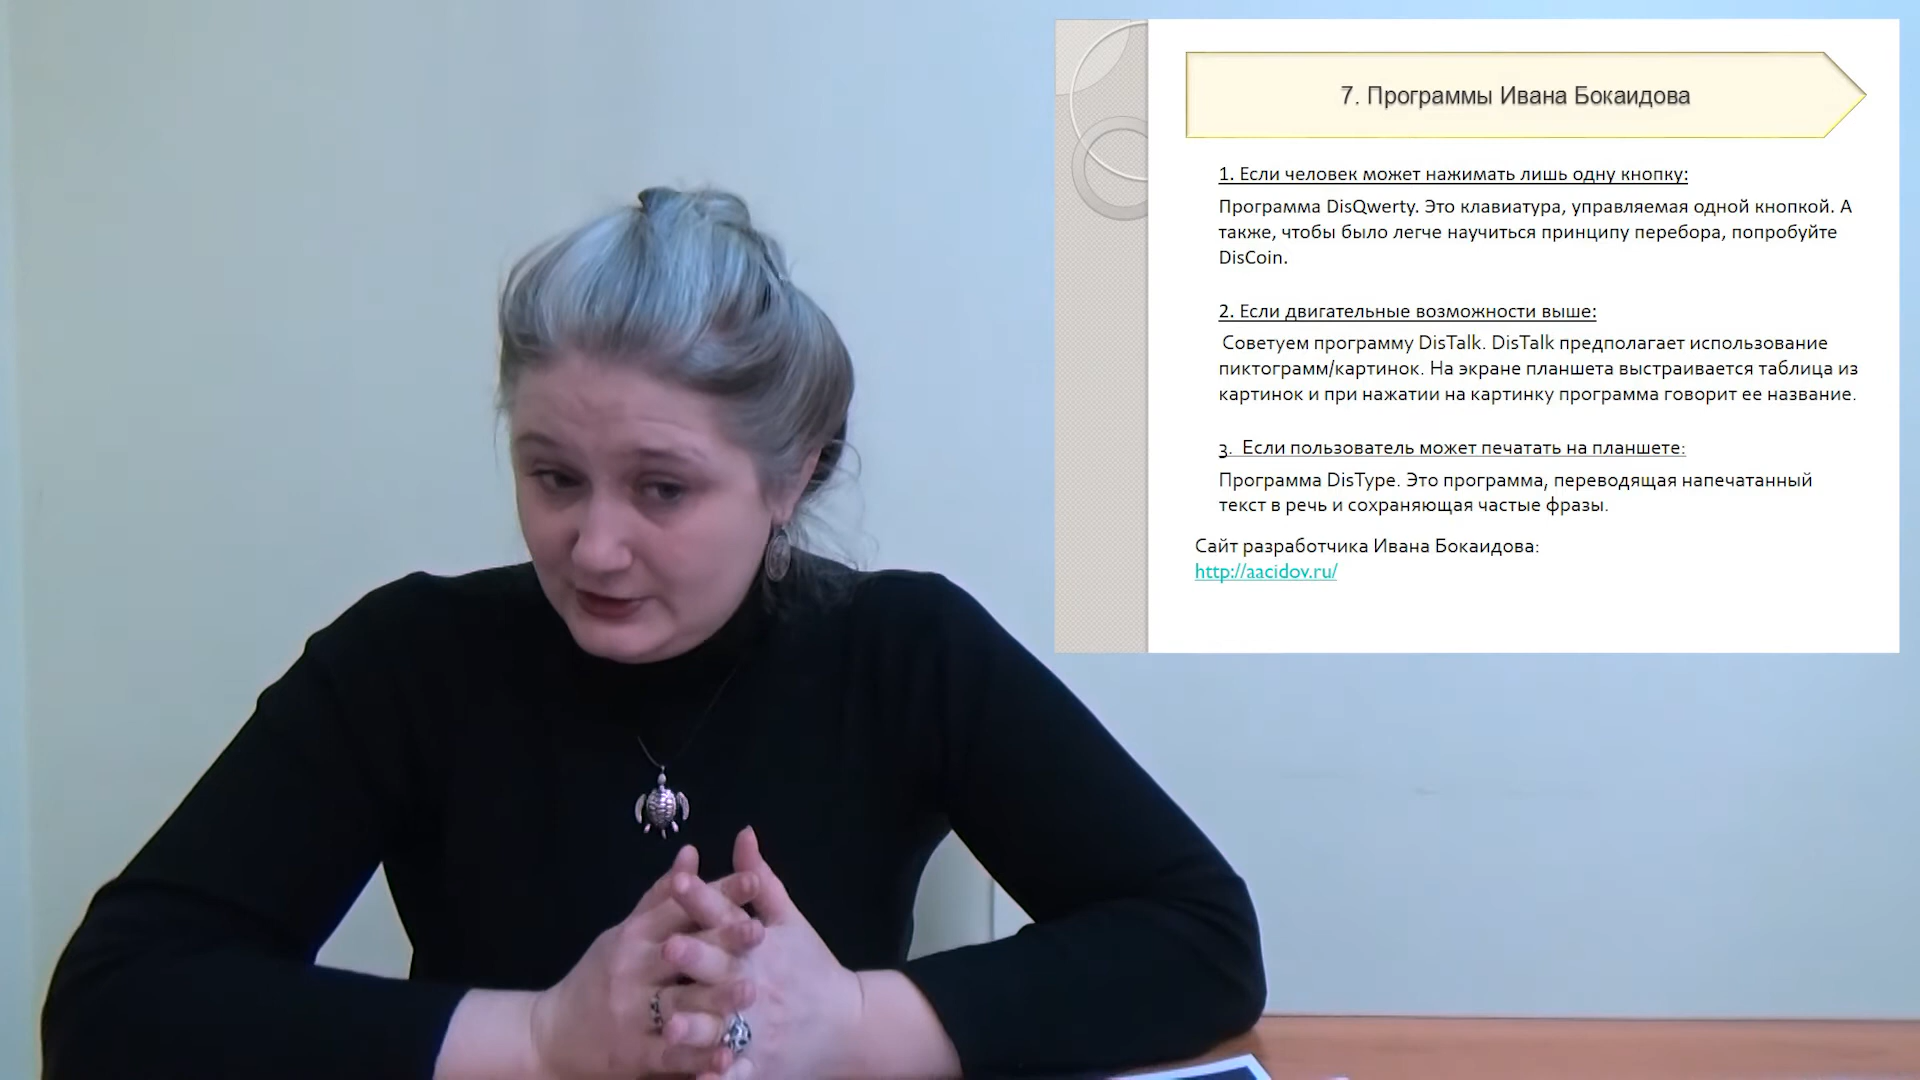 7. Программы Ивана Бокаидова
1. Если человек может нажимать лишь одну кнопку:
Программа DisQwerty. Это клавиатура, управляемая одной кнопкой. А
также, чтобы было легче научиться принципу перебора, попробуйте
DisCoin.
2. Если двигательные возможности выше:
Советуем программу DisTalk. DisTalk предполагает использование
пиктограмм/картинок. На экране планшета выстраивается таблица из
картинок и при нажатии на картинку программа говорит ее название.
3. Если пользователь может печатать на планшете:
Программа DisType. Это программа, переводящая напечатанный
текст в речь и сохраняющая частые фразы.
Сайт разработчика Ивана Бокаидова:
http://aacidov.ru/